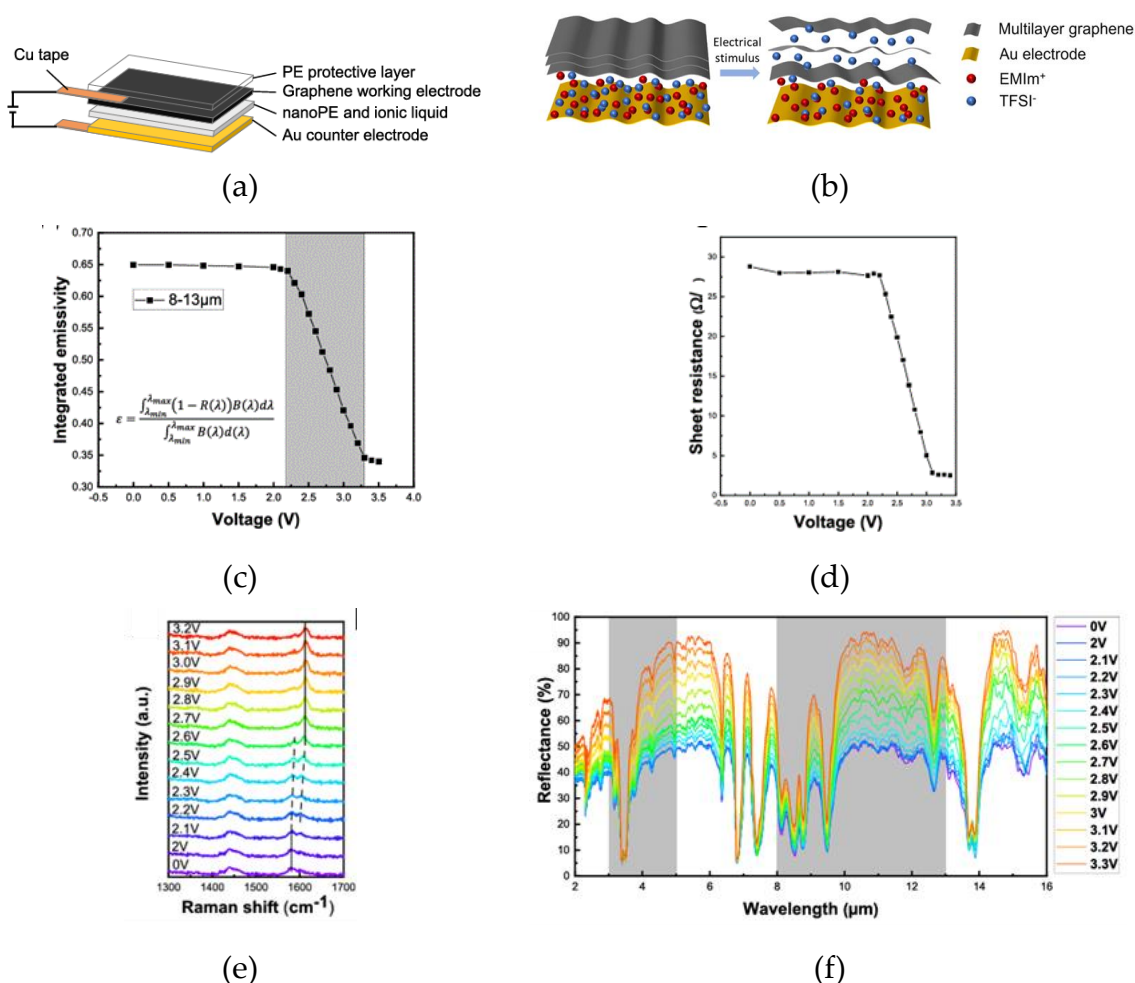 Cu tape
PE protective layer
Graphene working electrode
nanoPE and ionic liquid
Au counter electrode
(a)
Electrical
stimulus
Multilayer graphene
Au electrode
EMIm⁺
TFSI⁻
(b)
Integrated emissivity
0.70
0.65
0.60
0.55
0.50
0.45
0.40
0.35
0.30
8-13μm
ε = ∫λmin λmax (1 − R(λ))B(λ)dλ / ∫λmin λmax B(λ)d(λ)
-0.5 0.0 0.5 1.0 1.5 2.0 2.5 3.0 3.5 4.0
Voltage (V)
(c)
Sheet resistance (Ω/
30
25
20
15
10
5
0
-0.5 0.0 0.5 1.0 1.5 2.0 2.5 3.0 3.5
Voltage (V)
(d)
Intensity (a.u.)
3.2V
3.1V
3.0V
2.9V
2.8V
2.7V
2.6V
2.5V
2.4V
2.3V
2.2V
2.1V
2V
0V
1300 1400 1500 1600 1700
Raman shift (cm⁻¹)
(e)
Reflectance (%)
100
90
80
70
60
50
40
30
20
10
0
2 4 6 8 10 12 14 16
Wavelength (μm)
0V
2V
2.1V
2.2V
2.3V
2.4V
2.5V
2.6V
2.7V
2.8V
2.9V
3V
3.1V
3.2V
3.3V
(f)